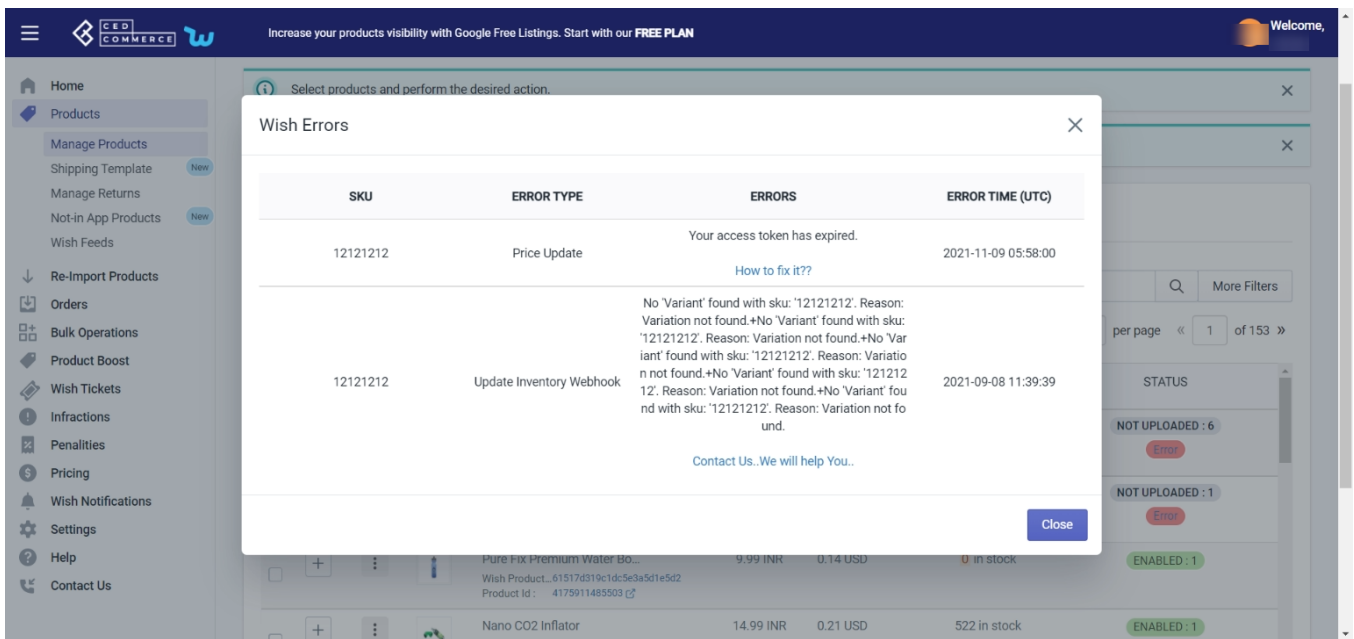 CED
COMMERCE
Increase your products visibility with Google Free Listings. Start with our FREE PLAN
Welcome,
Home
Products
Manage Products
Shipping Template New
Manage Returns
Not-in App Products New
Wish Feeds
Re-Import Products
Orders
Bulk Operations
Product Boost
Wish Tickets
Infractions
Penalities
Pricing
Wish Notifications
Settings
Help
Contact Us
Select products and perform the desired action.
Wish Errors
SKU ERROR TYPE ERRORS ERROR TIME (UTC)
12121212 Price Update Your access token has expired. 2021-11-09 05:58:00
How to fix it??
No 'Variant' found with sku: '12121212'. Reason:
Variation not found.+No 'Variant' found with sku:
'12121212'. Reason: Variation not found.+No 'Var
iant' found with sku: '12121212'. Reason: Variatio
n not found.+No 'Variant' found with sku: '121212
12'. Reason: Variation not found.+No 'Variant' fou
nd with sku: '12121212'. Reason: Variation not fo
und.
12121212 Update Inventory Webhook 2021-09-08 11:39:39
Contact Us..We will help You..
Close
More Filters
per page « 1 of 153 »
STATUS
NOT UPLOADED : 6
Error
NOT UPLOADED : 1
Error
Pure Fix Premium Water Bo... 9.99 INR 0.14 USD 0 in stock ENABLED : 1
Wish Product... 61517d319c1dc5e3a5d1e5d2
Product Id : 4175911485503
Nano CO2 Inflator 14.99 INR 0.21 USD 522 in stock ENABLED : 1